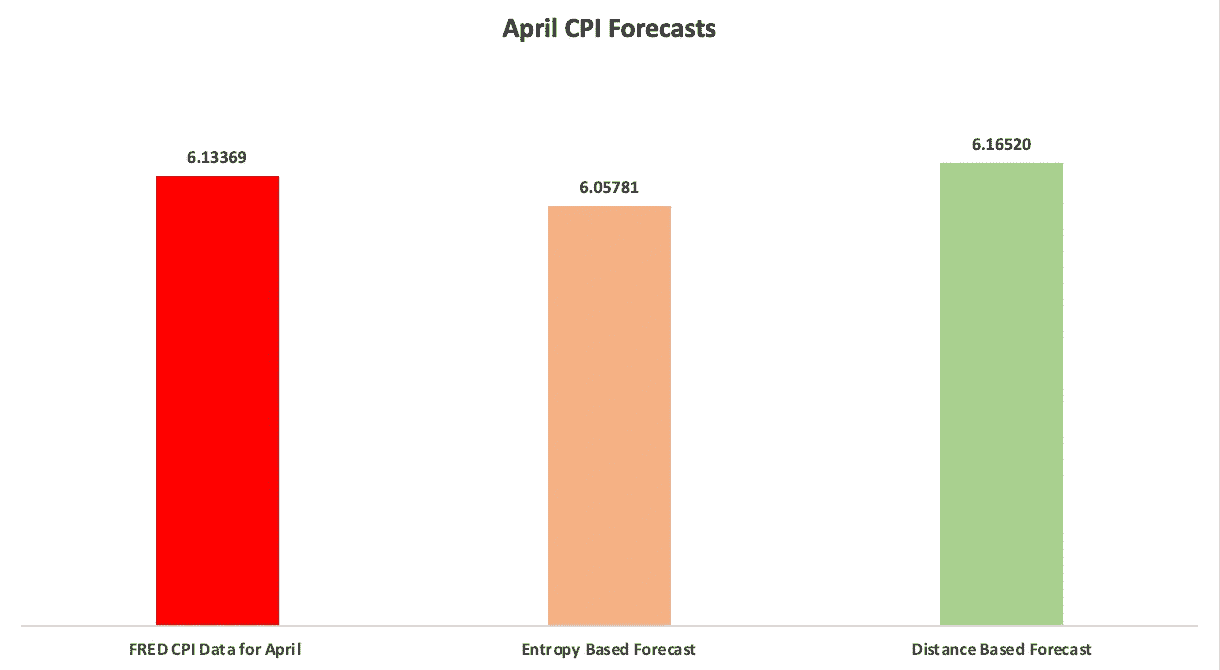 April CPI Forecasts
6.13369
6.05781
6.16520
FRED CPI Data for April
Entropy Based Forecast
Distance Based Forecast